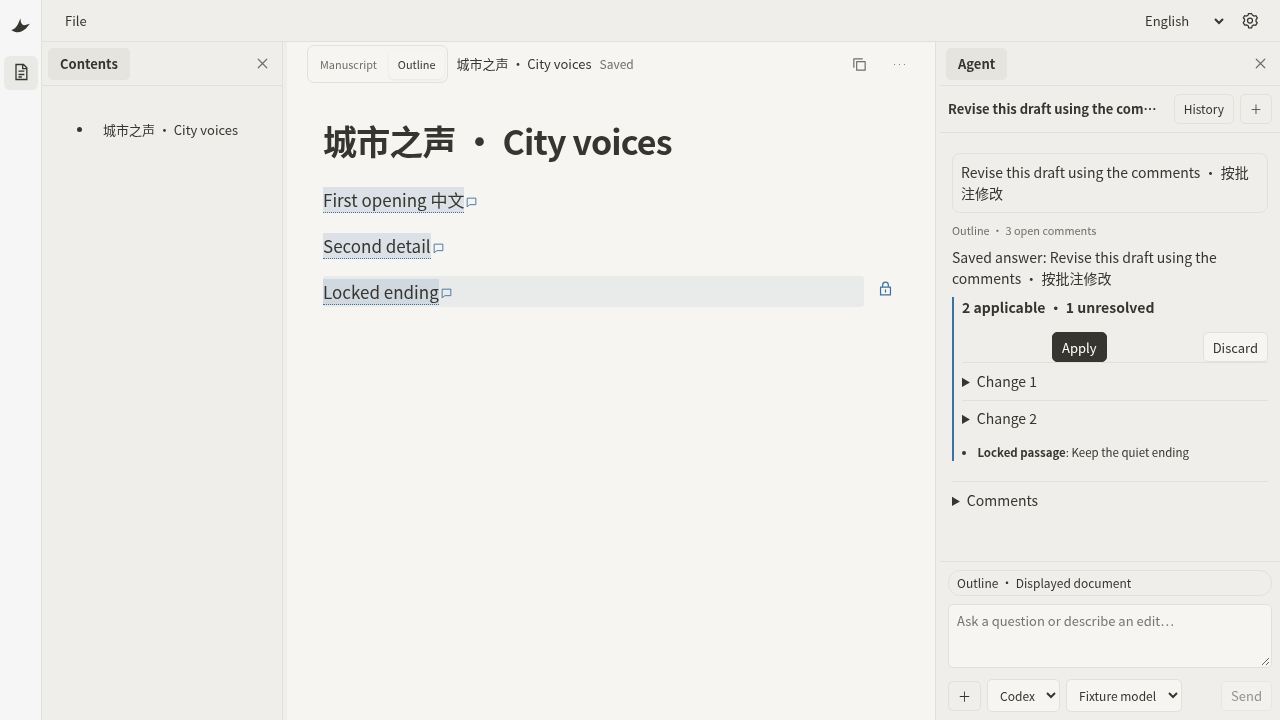 File
English
Contents
城市之声 · City voices
Manuscript
Outline
城市之声 · City voices
Saved
城市之声 · City voices
First opening 中文
Second detail
Locked ending
Agent
Revise this draft using the com···
History
Revise this draft using the comments · 按批
注修改
Outline · 3 open comments
Saved answer: Revise this draft using the
comments · 按批注修改
2 applicable · 1 unresolved
Apply
Discard
Change 1
Change 2
Locked passage: Keep the quiet ending
Comments
Outline · Displayed document
Ask a question or describe an edit…
Codex
Fixture model
Send